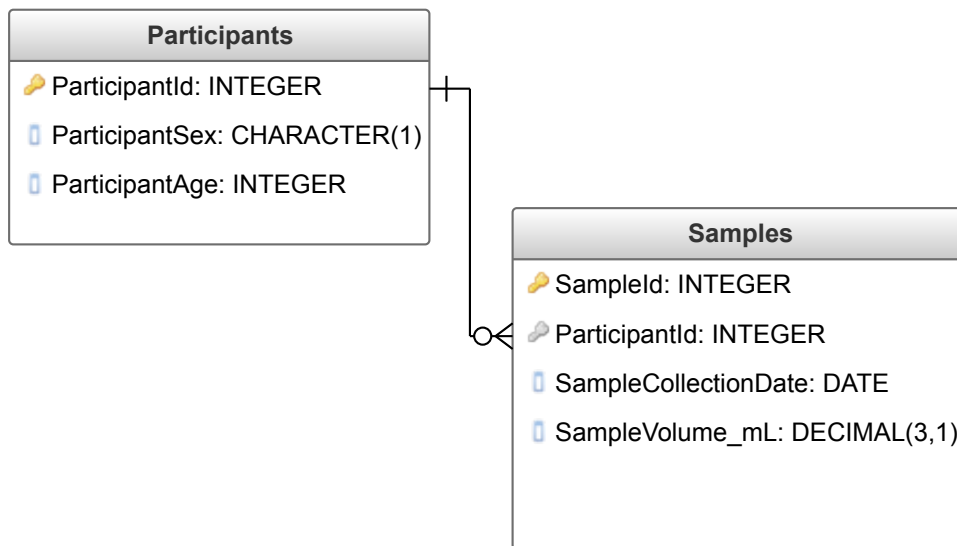 Participants
ParticipantId: INTEGER
ParticipantSex: CHARACTER(1)
ParticipantAge: INTEGER
Samples
SampleId: INTEGER
ParticipantId: INTEGER
SampleCollectionDate: DATE
SampleVolume_mL: DECIMAL(3,1)